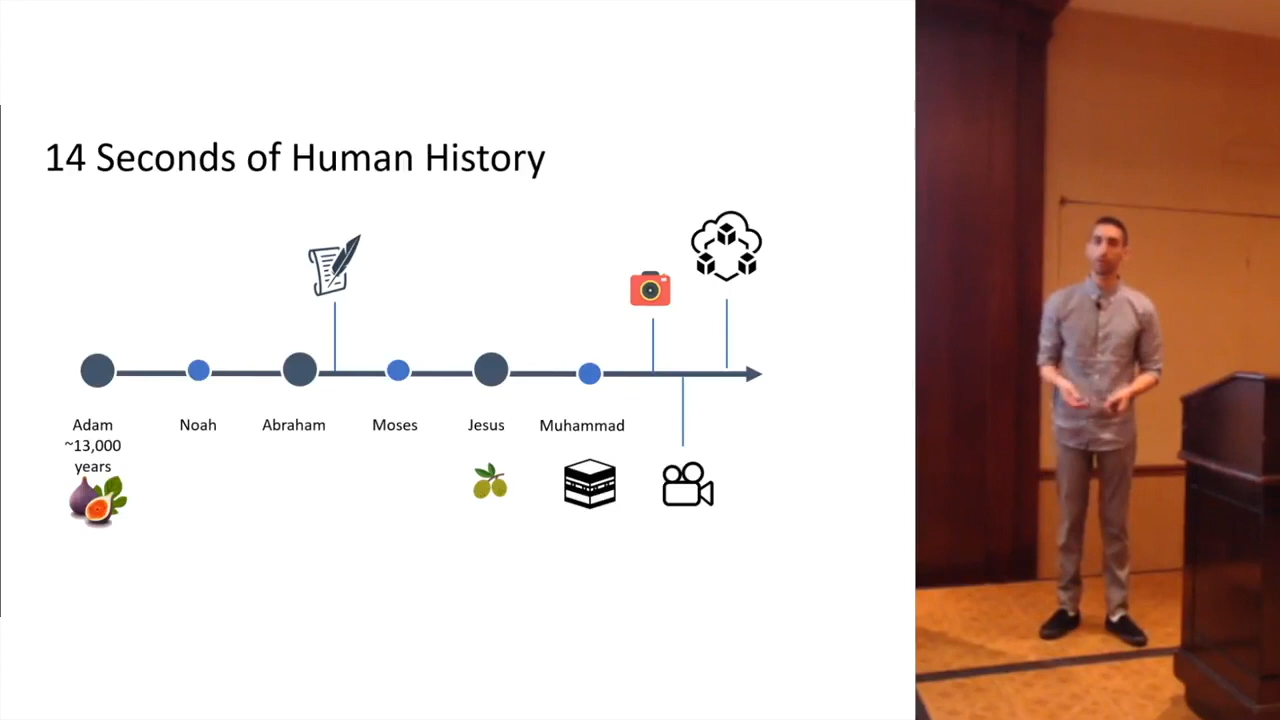 14 Seconds of Human History
Adam
~13,000
years
Noah
Abraham
Moses
Jesus
Muhammad